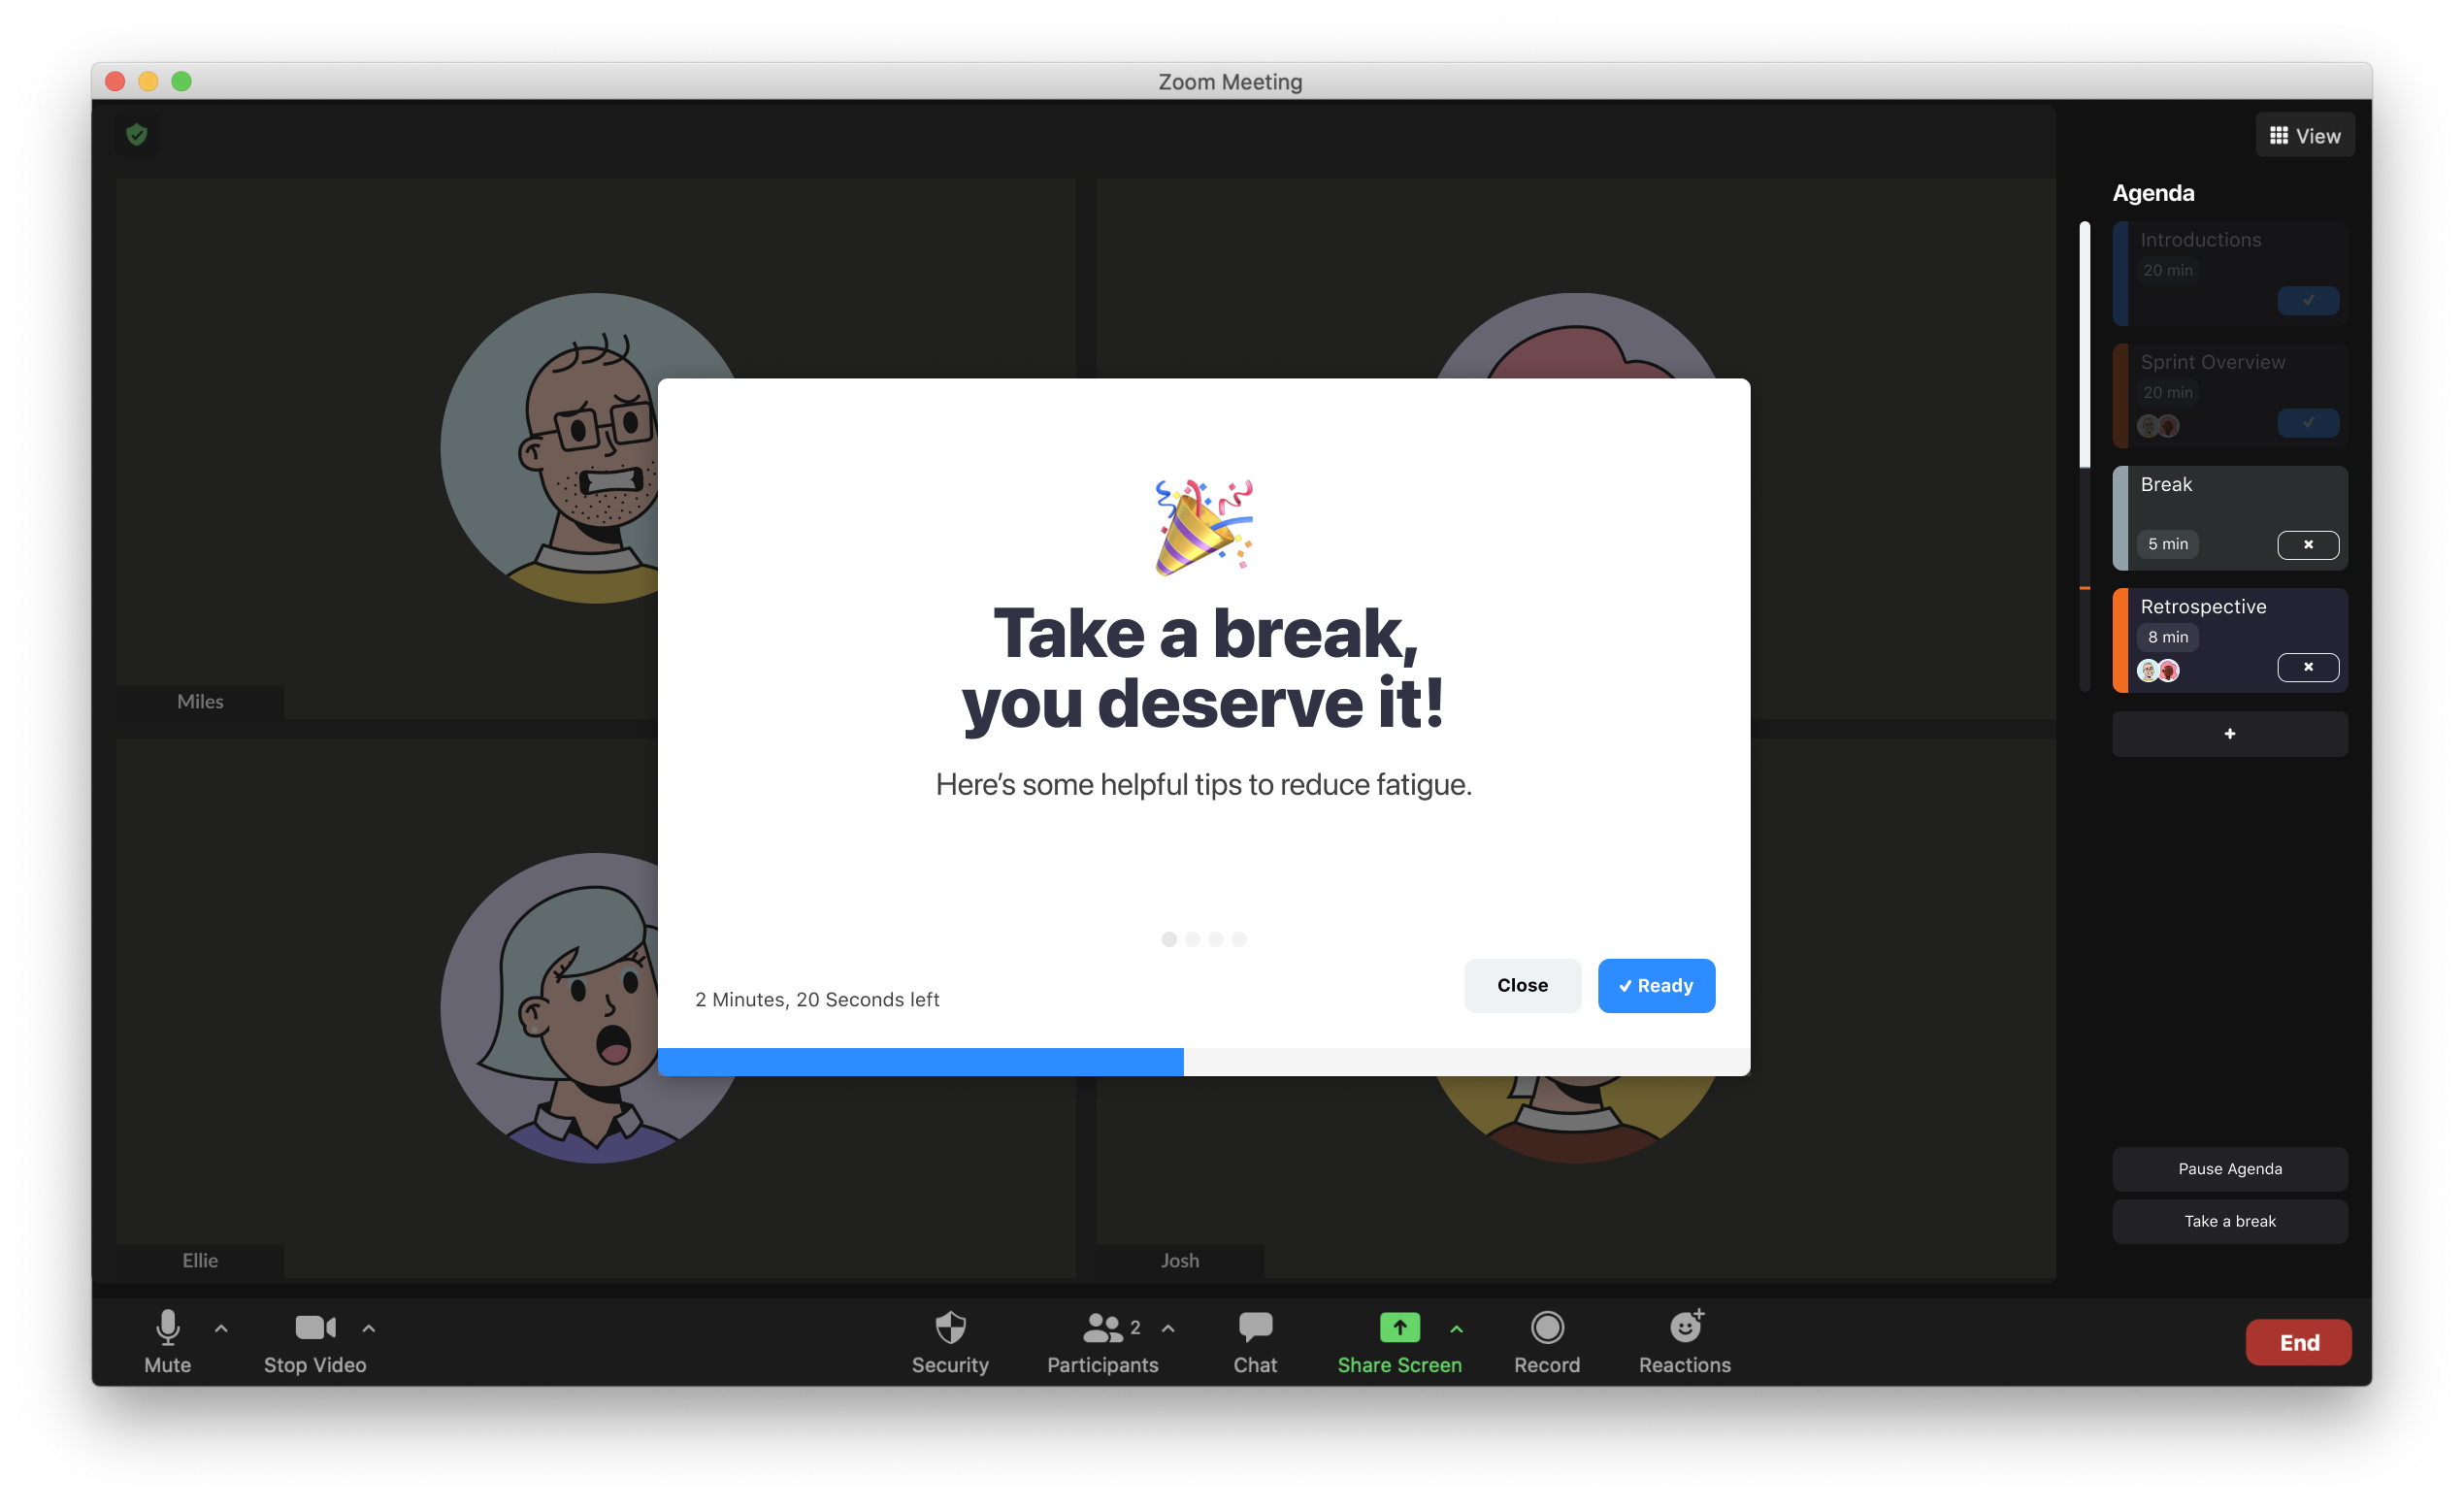 Zoom Meeting
View
Agenda
Introductions
20 min
Sprint Overview
20 min
Break
5 min
Retrospective
8 min
+
Take a break,
you deserve it!
Here’s some helpful tips to reduce fatigue.
2 Minutes, 20 Seconds left
Close
✓ Ready
Miles
Ellie
Josh
Pause Agenda
Take a break
Mute
Stop Video
Security
2
Participants
Chat
Share Screen
Record
Reactions
End